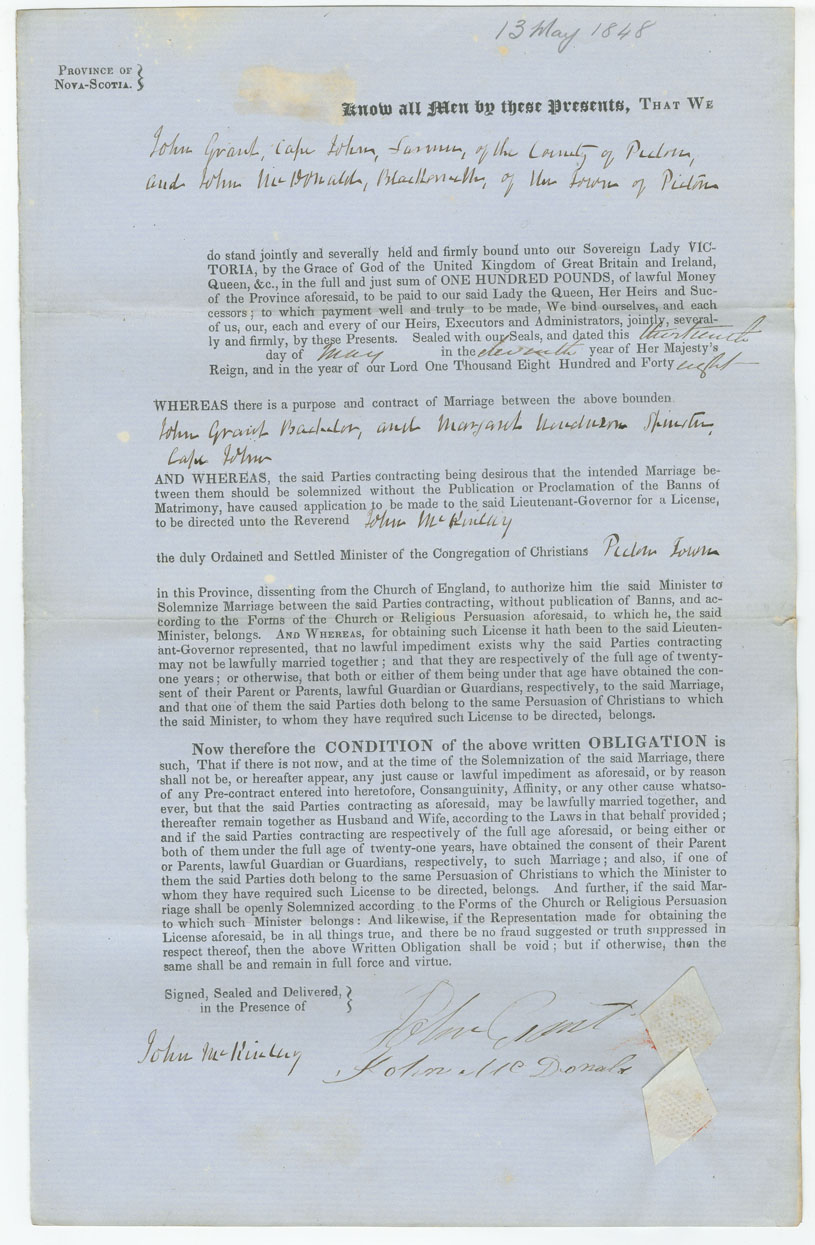 13 May 1848
PROVINCE OF
NOVA-SCOTIA.
Know all Men by these Presents, THAT WE
John Grant, Cape John, Farmer, of the County of Pictou,
and John McDonald, Blacksmith, of the Town of Pictou
do stand jointly and severally held and firmly bound unto our Sovereign Lady VIC-
TORIA, by the Grace of God of the United Kingdom of Great Britain and Ireland,
Queen, &c., in the full and just sum of ONE HUNDRED POUNDS, of lawful Money
of the Province aforesaid, to be paid to our said Lady the Queen, Her Heirs and Suc-
cessors; to which payment well and truly to be made, We bind ourselves, and each
of us, our, each and every of our Heirs, Executors and Administrators, jointly, several-
ly and firmly, by these Presents. Sealed with our Seals, and dated this thirteenth
day of May in the eleventh year of Her Majesty's
Reign, and in the year of our Lord One Thousand Eight Hundred and Forty eight
WHEREAS there is a purpose and contract of Marriage between the above bounden
John Grant Bachelor, and Margaret Henderson Spinster,
Cape John
AND WHEREAS, the said Parties contracting being desirous that the intended Marriage be-
tween them should be solemnized without the Publication or Proclamation of the Banns of
Matrimony, have caused application to be made to the said Lieutenant-Governor for a License,
to be directed unto the Reverend John McKinlay
the duly Ordained and Settled Minister of the Congregation of Christians Pictou Town
in this Province, dissenting from the Church of England, to authorize him the said Minister to
Solemnize Marriage between the said Parties contracting, without publication of Banns, and ac-
cording to the Forms of the Church or Religious Persuasion aforesaid, to which he, the said
Minister, belongs. AND WHEREAS, for obtaining such License it hath been to the said Lieuten-
ant-Governor represented, that no lawful impediment exists why the said Parties contracting
may not be lawfully married together; and that they are respectively of the full age of twenty-
one years; or otherwise, that both or either of them being under that age have obtained the con-
sent of their Parent or Parents, lawful Guardian or Guardians, respectively, to the said Marriage,
and that one of them the said Parties doth belong to the same Persuasion of Christians to which
the said Minister, to whom they have required such License to be directed, belongs.
Now therefore the CONDITION of the above written OBLIGATION is
such, That if there is not now, and at the time of the Solemnization of the said Marriage, there
shall not be, or hereafter appear, any just cause or lawful impediment as aforesaid, or by reason
of any Pre-contract entered into heretofore, Consanguinity, Affinity, or any other cause whatso-
ever, but that the said Parties contracting as aforesaid, may be lawfully married together, and
thereafter remain together as Husband and Wife, according to the Laws in that behalf provided;
and if the said Parties contracting are respectively of the full age aforesaid, or being either or
both of them under the full age of twenty-one years, have obtained the consent of their Parent
or Parents, lawful Guardian or Guardians, respectively, to such Marriage; and also, if one of
them the said Parties doth belong to the same Persuasion of Christians to which the Minister to
whom they have required such License to be directed, belongs. And further, if the said Mar-
riage shall be openly Solemnized according to the Forms of the Church or Religious Persuasion
to which such Minister belongs: And likewise, if the Representation made for obtaining the
License aforesaid, be in all things true, and there be no fraud suggested or truth suppressed in
respect thereof, then the above Written Obligation shall be void; but if otherwise, then the
same shall be and remain in full force and virtue.
Signed, Sealed and Delivered,
in the Presence of
John Grant
John McKinlay
John McDonald